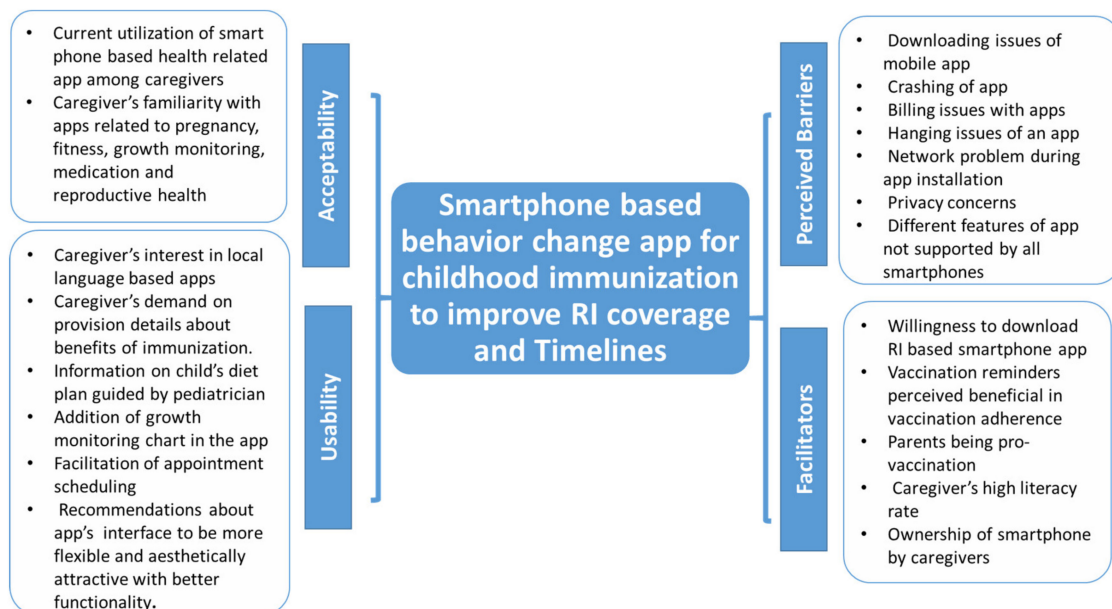 • Current utilization of smart
phone based health related
app among caregivers
• Caregiver’s familiarity with
apps related to pregnancy,
fitness, growth monitoring,
medication and
reproductive health
Acceptability
• Caregiver’s interest in local
language based apps
• Caregiver’s demand on
provision details about
benefits of immunization.
• Information on child’s diet
plan guided by pediatrician
• Addition of growth
monitoring chart in the app
• Facilitation of appointment
scheduling
• Recommendations about
app’s interface to be more
flexible and aesthetically
attractive with better
functionality.
Usability
Smartphone based
behavior change app for
childhood immunization
to improve RI coverage
and Timelines
Perceived Barriers
• Downloading issues of
mobile app
• Crashing of app
• Billing issues with apps
• Hanging issues of an app
• Network problem during
app installation
• Privacy concerns
• Different features of app
not supported by all
smartphones
Facilitators
• Willingness to download
RI based smartphone app
• Vaccination reminders
perceived beneficial in
vaccination adherence
• Parents being pro-
vaccination
• Caregiver’s high literacy
rate
• Ownership of smartphone
by caregivers